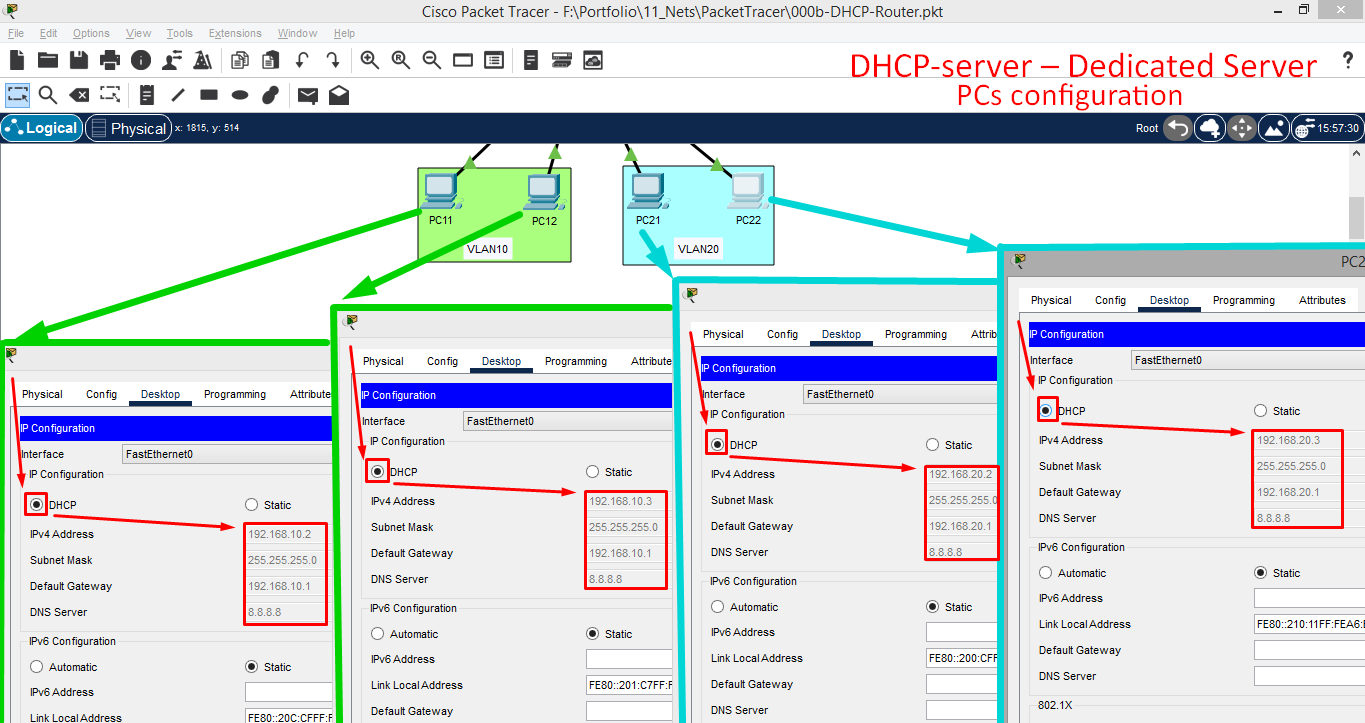 Cisco Packet Tracer - F:\Portfolio\11_Nets\PacketTracer\000b-DHCP-Router.pkt
File Edit Options View Tools Extensions Window Help
DHCP-server – Dedicated Server
?
PCs configuration
Logical Physical x: 1815, y: 514 Root 15:57:30
PC11 PC12 PC21 PC22
VLAN10 VLAN20
Physical Config Desktop Programming Attribute
IP Configuration
Interface FastEthernet0
IP Configuration
DHCP Static
IPv4 Address 192.168.10.2
Subnet Mask 255.255.255.0
Default Gateway 192.168.10.1
DNS Server 8.8.8.8
IPv6 Configuration
Automatic Static
IPv6 Address
Link Local Address FE80::20C:CFFF:F
Physical Config Desktop Programming Attribute
IP Configuration
Interface FastEthernet0
IP Configuration
DHCP Static
IPv4 Address 192.168.10.3
Subnet Mask 255.255.255.0
Default Gateway 192.168.10.1
DNS Server 8.8.8.8
IPv6 Configuration
Automatic Static
IPv6 Address
Link Local Address FE80::201:C7FF:F
Default Gateway
Physical Config Desktop Programming Attrib
IP Configuration
Interface FastEthernet0
IP Configuration
DHCP Static
IPv4 Address 192.168.20.2
Subnet Mask 255.255.255.0
Default Gateway 192.168.20.1
DNS Server 8.8.8.8
IPv6 Configuration
Automatic Static
IPv6 Address
Link Local Address FE80::200:CFF
Default Gateway
DNS Server
PC2
Physical Config Desktop Programming Attributes
IP Configuration
Interface FastEthernet0
IP Configuration
DHCP Static
IPv4 Address 192.168.20.3
Subnet Mask 255.255.255.0
Default Gateway 192.168.20.1
DNS Server 8.8.8.8
IPv6 Configuration
Automatic Static
IPv6 Address
Link Local Address FE80::210:11FF:FEA6:
Default Gateway
DNS Server
802.1X